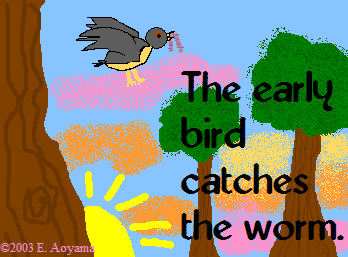 The early
bird
catches
the worm.
©2003 E. Aoyama